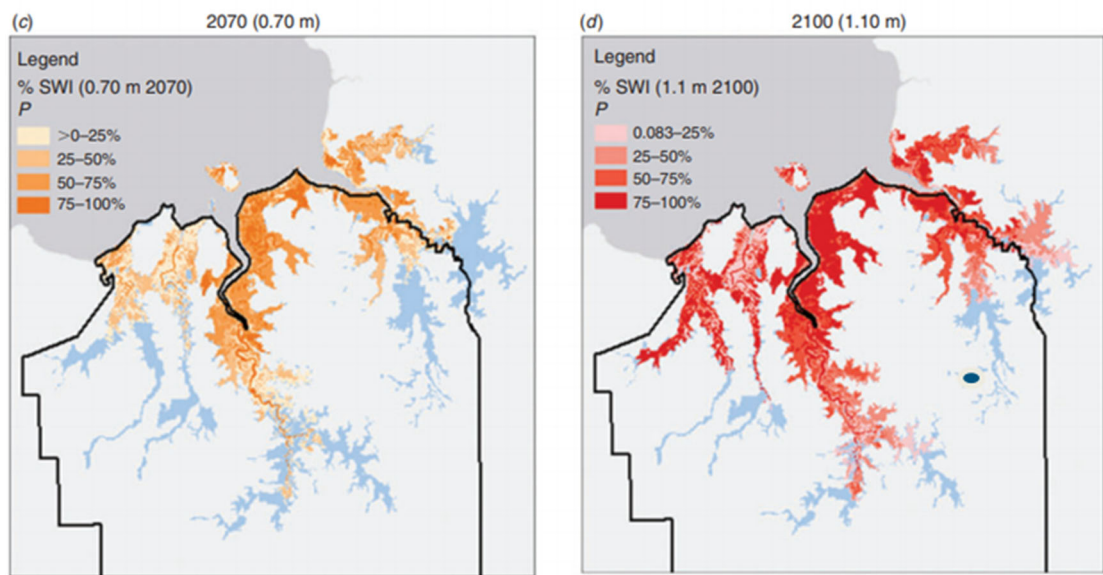 (c) 2070 (0.70 m)
Legend
% SWI (0.70 m 2070)
P
>0–25%
25–50%
50–75%
75–100%
(d) 2100 (1.10 m)
Legend
% SWI (1.1 m 2100)
P
0.083–25%
25–50%
50–75%
75–100%